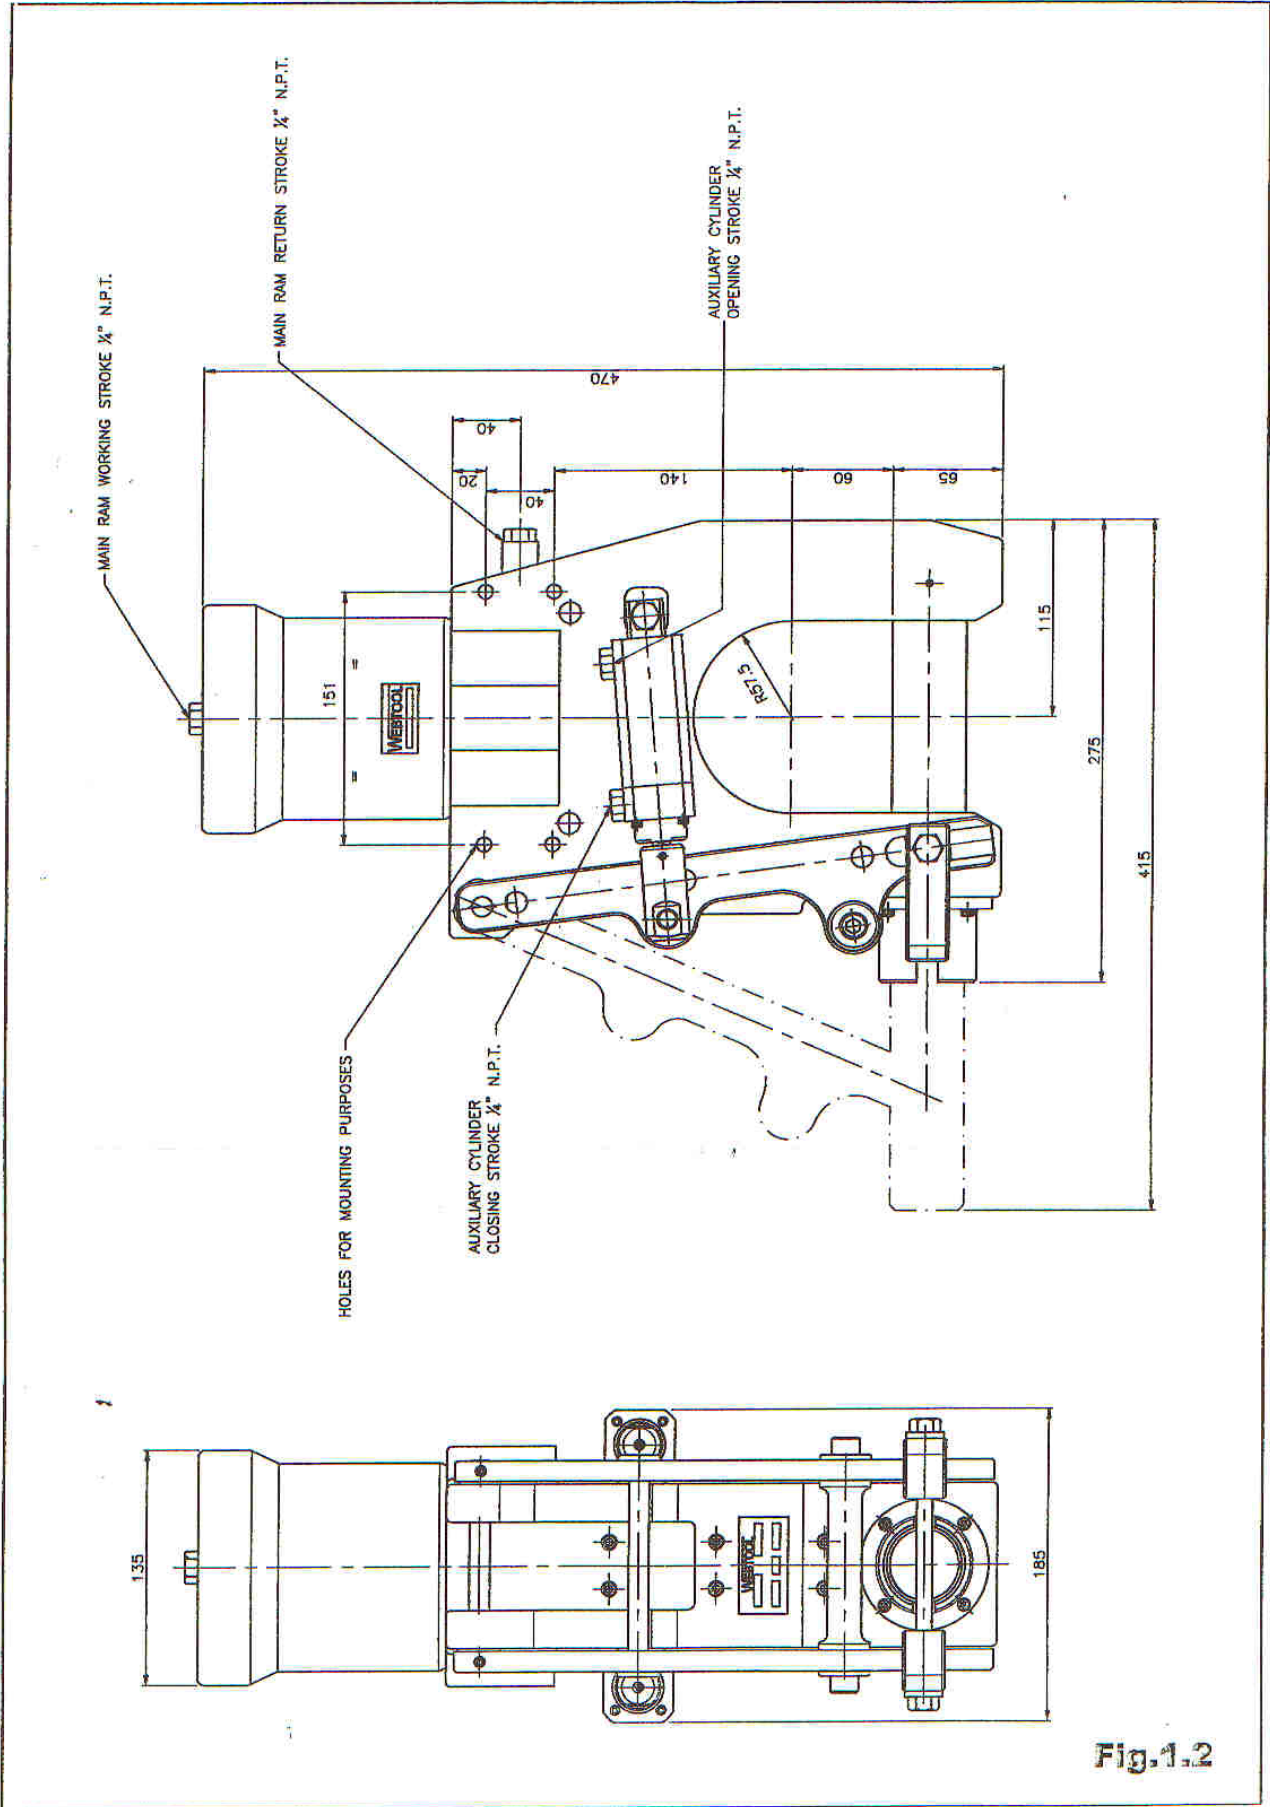 MAIN RAM WORKING STROKE ¼" N.P.T.
MAIN RAM RETURN STROKE ¼" N.P.T.
AUXILIARY CYLINDER
OPENING STROKE ¼" N.P.T.
HOLES FOR MOUNTING PURPOSES
AUXILIARY CYLINDER
CLOSING STROKE ¼" N.P.T.
470
40
20
40
140
60
65
151
=
=
WEBTOOL
R57.5
115
275
415
135
WEBTOOL
185
Fig.1.2